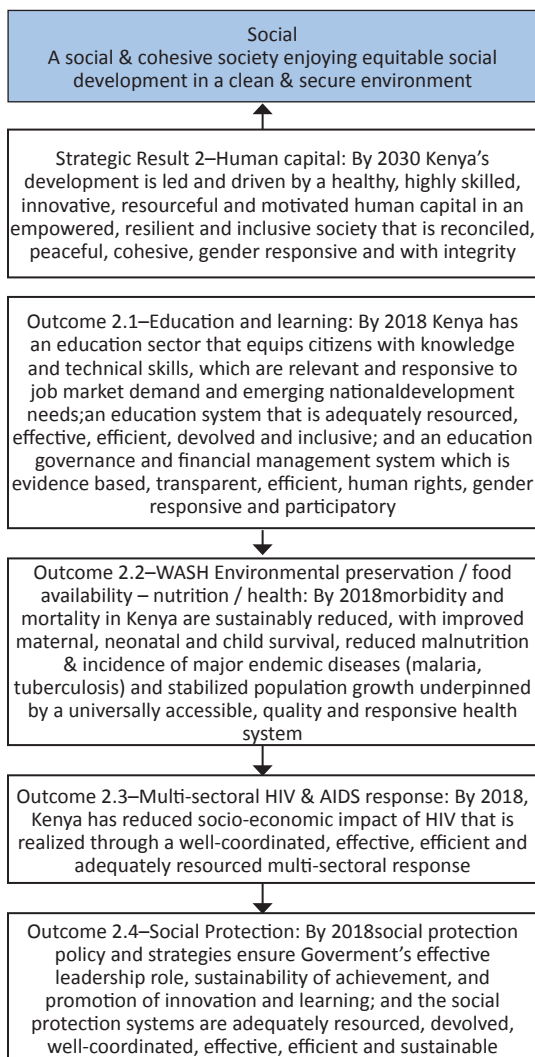 Social
A social & cohesive society enjoying equitable social
development in a clean & secure environment
Strategic Result 2–Human capital: By 2030 Kenya's
development is led and driven by a healthy, highly skilled,
innovative, resourceful and motivated human capital in an
empowered, resilient and inclusive society that is reconciled,
peaceful, cohesive, gender responsive and with integrity
Outcome 2.1–Education and learning: By 2018 Kenya has
an education sector that equips citizens with knowledge
and technical skills, which are relevant and responsive to
job market demand and emerging nationaldevelopment
needs;an education system that is adequately resourced,
effective, efficient, devolved and inclusive; and an education
governance and financial management system which is
evidence based, transparent, efficient, human rights, gender
responsive and participatory
Outcome 2.2–WASH Environmental preservation / food
availability – nutrition / health: By 2018morbidity and
mortality in Kenya are sustainably reduced, with improved
maternal, neonatal and child survival, reduced malnutrition
& incidence of major endemic diseases (malaria,
tuberculosis) and stabilized population growth underpinned
by a universally accessible, quality and responsive health
system
Outcome 2.3–Multi-sectoral HIV & AIDS response: By 2018,
Kenya has reduced socio-economic impact of HIV that is
realized through a well-coordinated, effective, efficient and
adequately resourced multi-sectoral response
Outcome 2.4–Social Protection: By 2018social protection
policy and strategies ensure Goverment's effective
leadership role, sustainability of achievement, and
promotion of innovation and learning; and the social
protection systems are adequately resourced, devolved,
well-coordinated, effective, efficient and sustainable